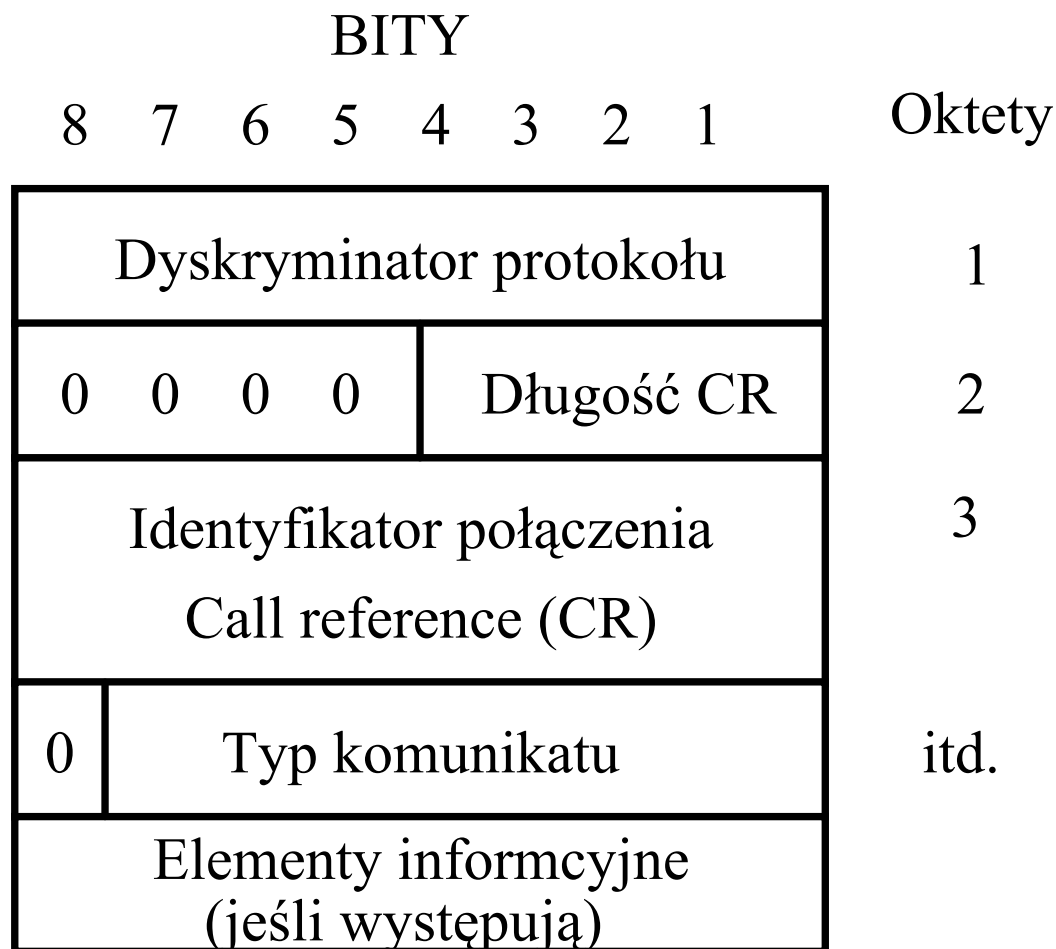 BITY
8 7 6 5 4 3 2 1 Oktety
Dyskryminator protokołu 1
0 0 0 0 Długość CR 2
Identyfikator połączenia 3
Call reference (CR)
0 Typ komunikatu itd.
Elementy informcyjne
(jeśli występują)